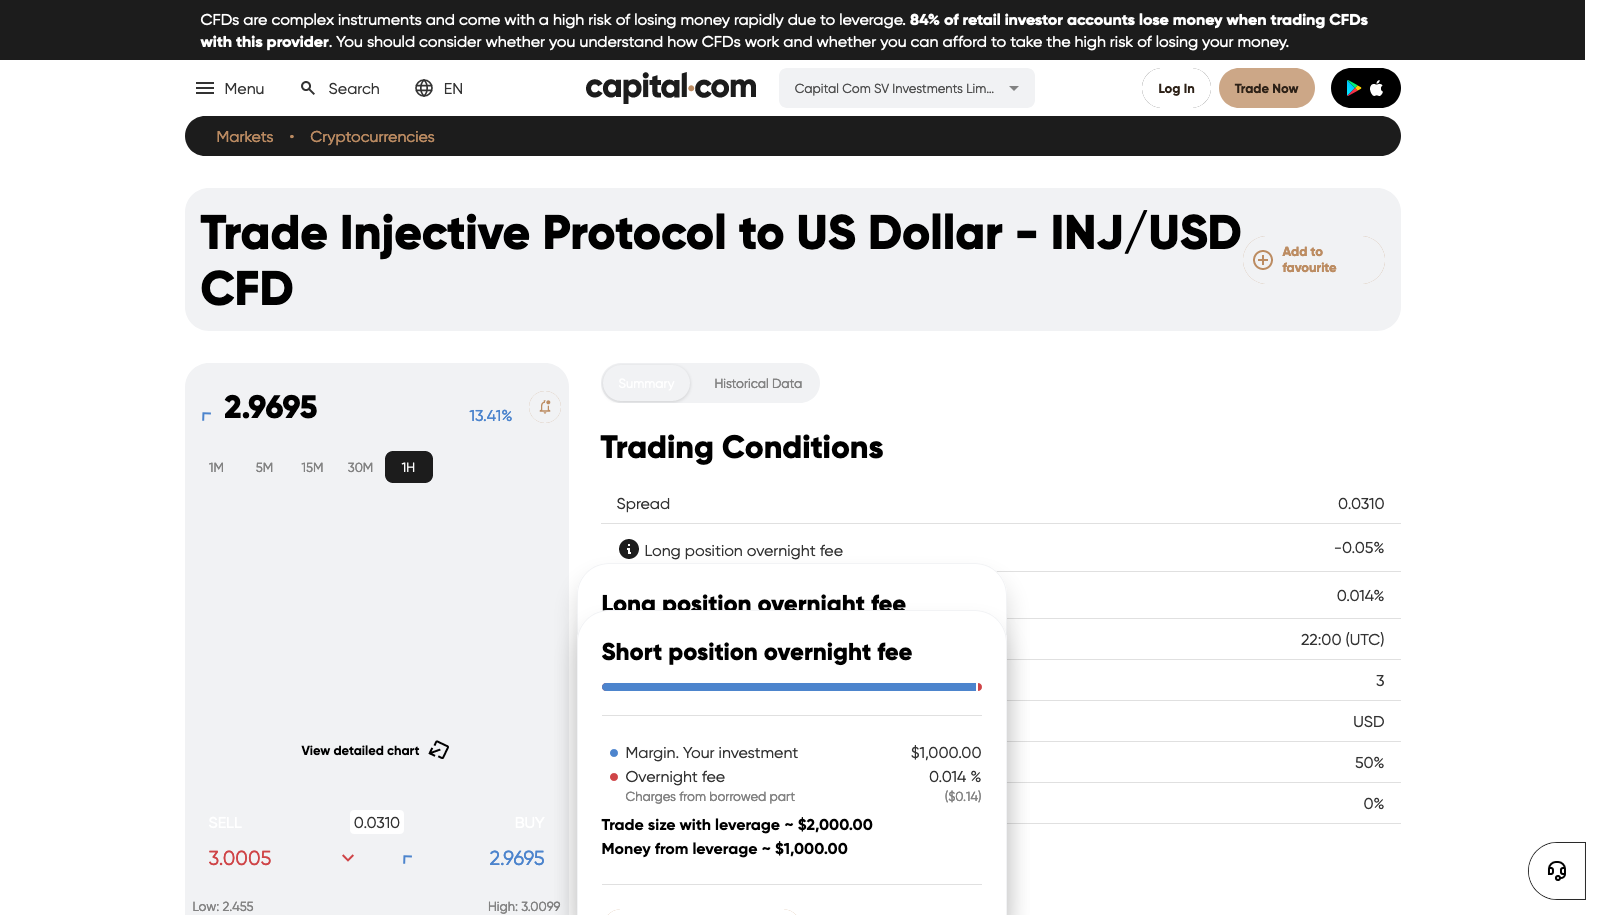 CFDs are complex instruments and come with a high risk of losing money rapidly due to leverage. 84% of retail investor accounts lose money when trading CFDs
with this provider. You should consider whether you understand how CFDs work and whether you can afford to take the high risk of losing your money.
Menu Search EN capital.com Capital Com SV Investments Lim... Log In Trade Now
Markets • Cryptocurrencies
Trade Injective Protocol to US Dollar - INJ/USD
CFD
Add to
favourite
2.9695 13.41%
1M 5M 15M 30M 1H
View detailed chart
SELL 0.0310 BUY
3.0005 2.9695
Low: 2.455 High: 3.0099
Summary Historical Data
Trading Conditions
Spread 0.0310
Long position overnight fee -0.05%
0.014%
22:00 (UTC)
3
USD
50%
0%
Long position overnight fee
Short position overnight fee
Margin. Your investment $1,000.00
Overnight fee 0.014 %
Charges from borrowed part ($0.14)
Trade size with leverage ~ $2,000.00
Money from leverage ~ $1,000.00